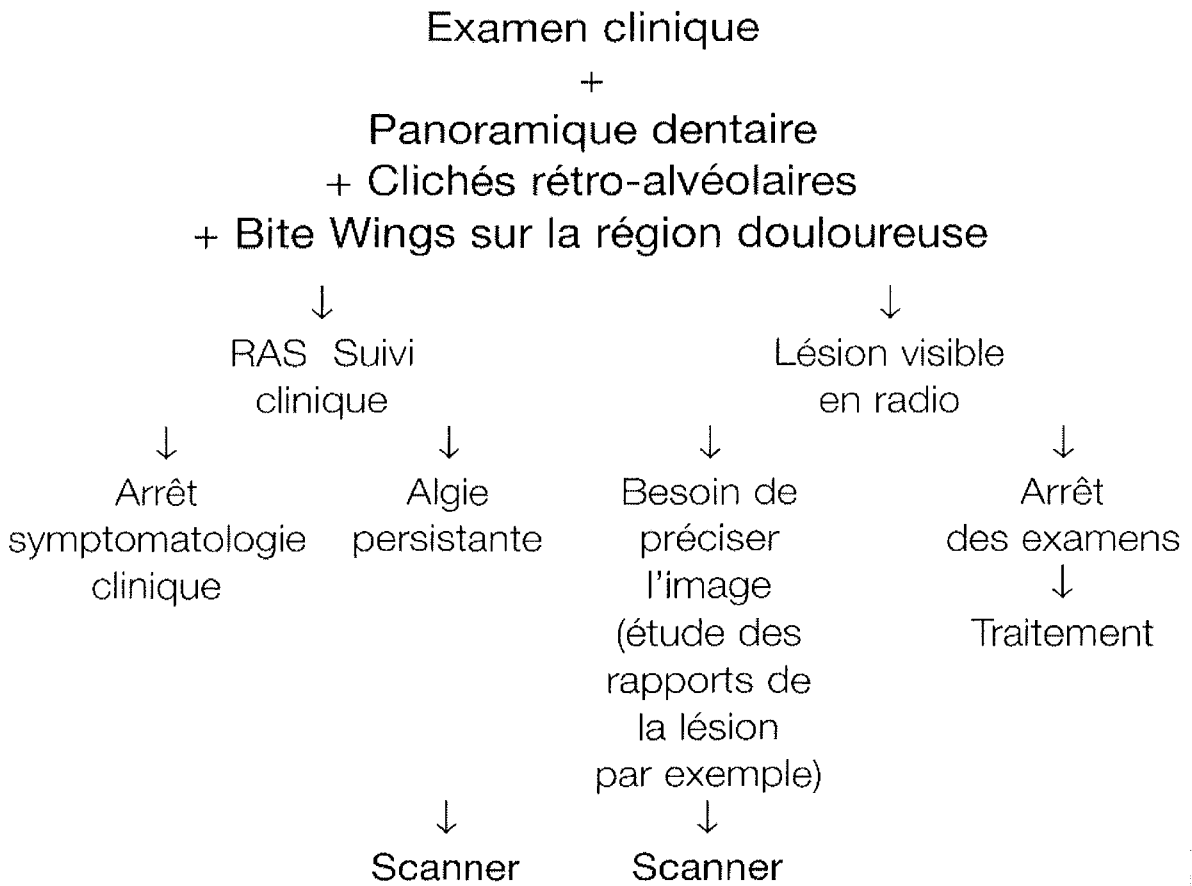 Examen clinique
+
Panoramique dentaire
+ Clichés rétro-alvéolaires
+ Bite Wings sur la région douloureuse
↓ ↓
RAS Suivi clinique
Lésion visible en radio
↓ ↓ ↓ ↓
Arrêt
symptomatologie
clinique
Algie
persistante
Besoin de
préciser
l'image
(étude des
rapports de
la lésion
par exemple)
Arrêt
des examens
↓
Traitement
↓ ↓
Scanner Scanner